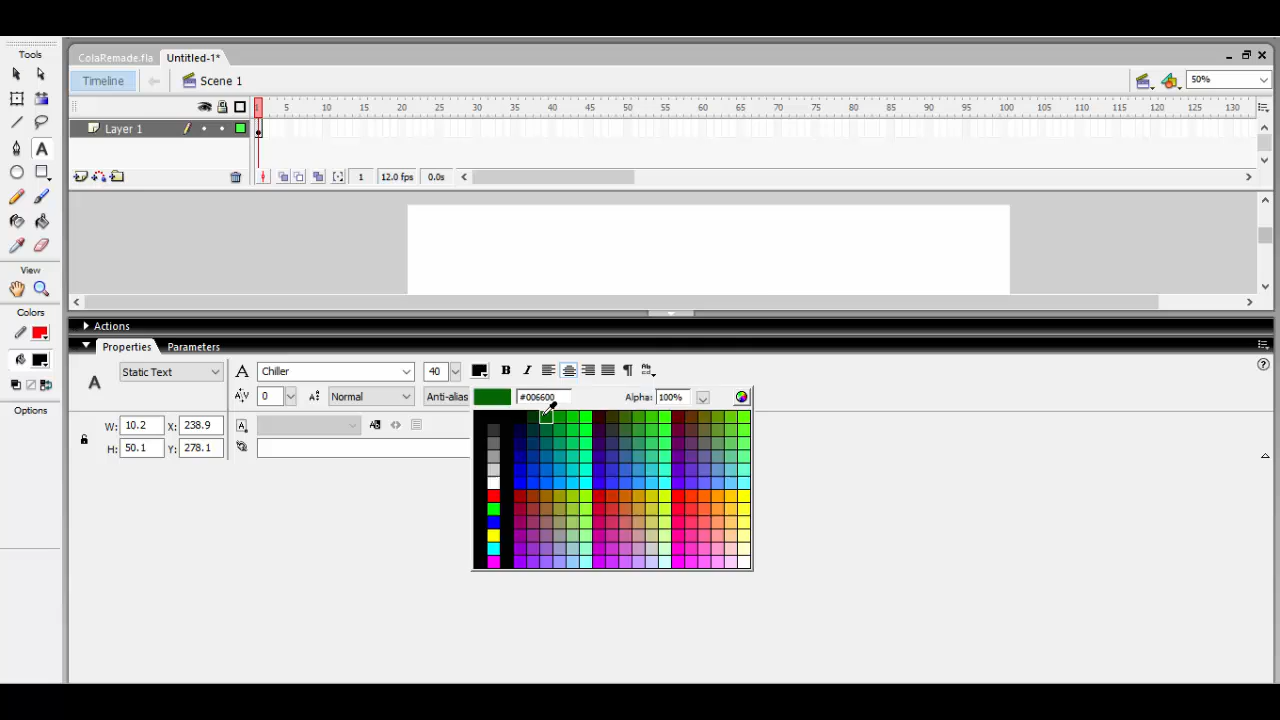 Tools
ColaRemade.fla Untitled-1*
Timeline Scene 1 50%
1 5 10 15 20 25 30 35 40 45 50 55 60 65 70 75 80 85 90 95 100 105 110 115 120 125 130
Layer 1
1 12.0 fps 0.0s
View
Colors
Options
Actions
Properties Parameters
A Static Text A Chiller 40 B I
A/V 0 Normal Anti-alias #006600 Alpha: 100%
W: 10.2 X: 238.9
H: 50.1 Y: 278.1